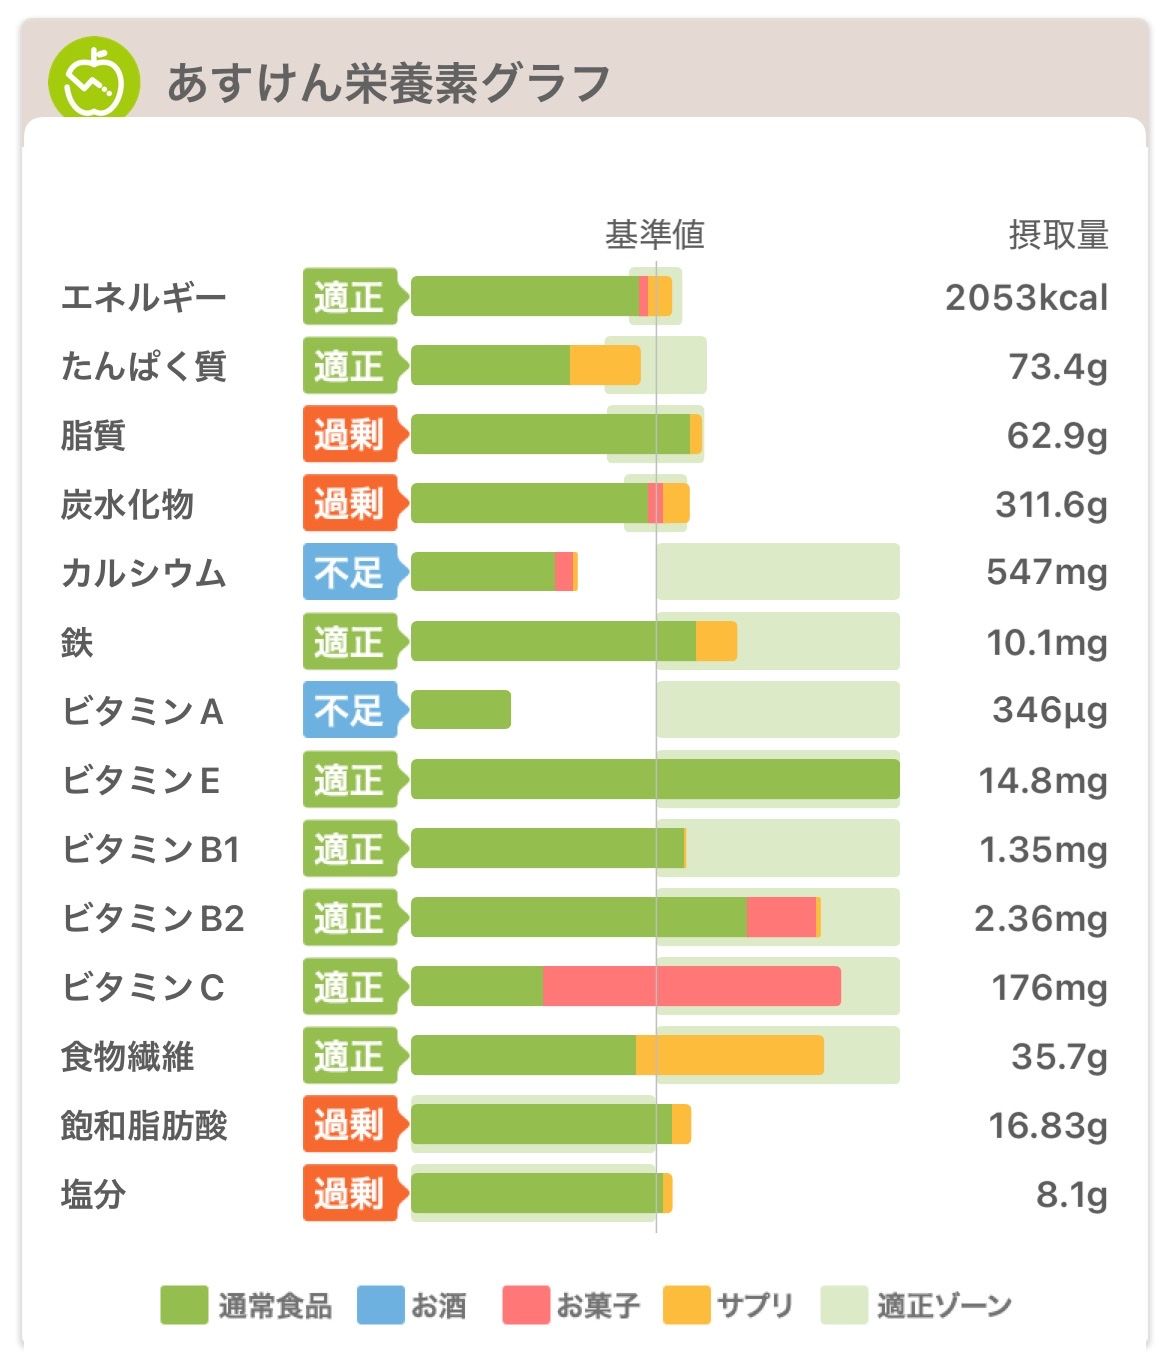 あすけん栄養素グラフ
基準値 摂取量
エネルギー 適正 2053kcal
たんぱく質 適正 73.4g
脂質 過剰 62.9g
炭水化物 過剰 311.6g
カルシウム 不足 547mg
鉄 適正 10.1mg
ビタミンA 不足 346μg
ビタミンE 適正 14.8mg
ビタミンB1 適正 1.35mg
ビタミンB2 適正 2.36mg
ビタミンC 適正 176mg
食物繊維 適正 35.7g
飽和脂肪酸 過剰 16.83g
塩分 過剰 8.1g
通常食品 お酒 お菓子 サプリ 適正ゾーン